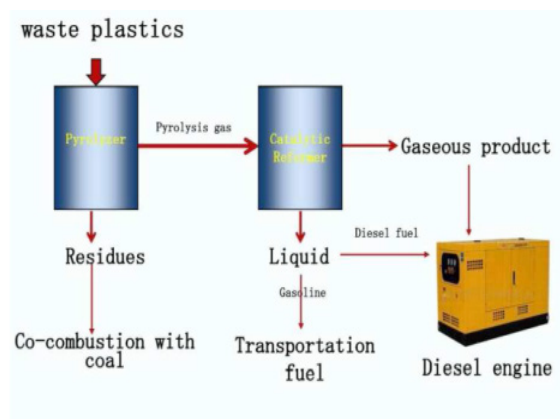 waste plastics
Pyrolyzer
Pyrolysis gas
Catalytic
Reformer
Gaseous product
Residues
Liquid
Diesel fuel
Gasoline
Co-combustion with
coal
Transportation
fuel
Diesel engine